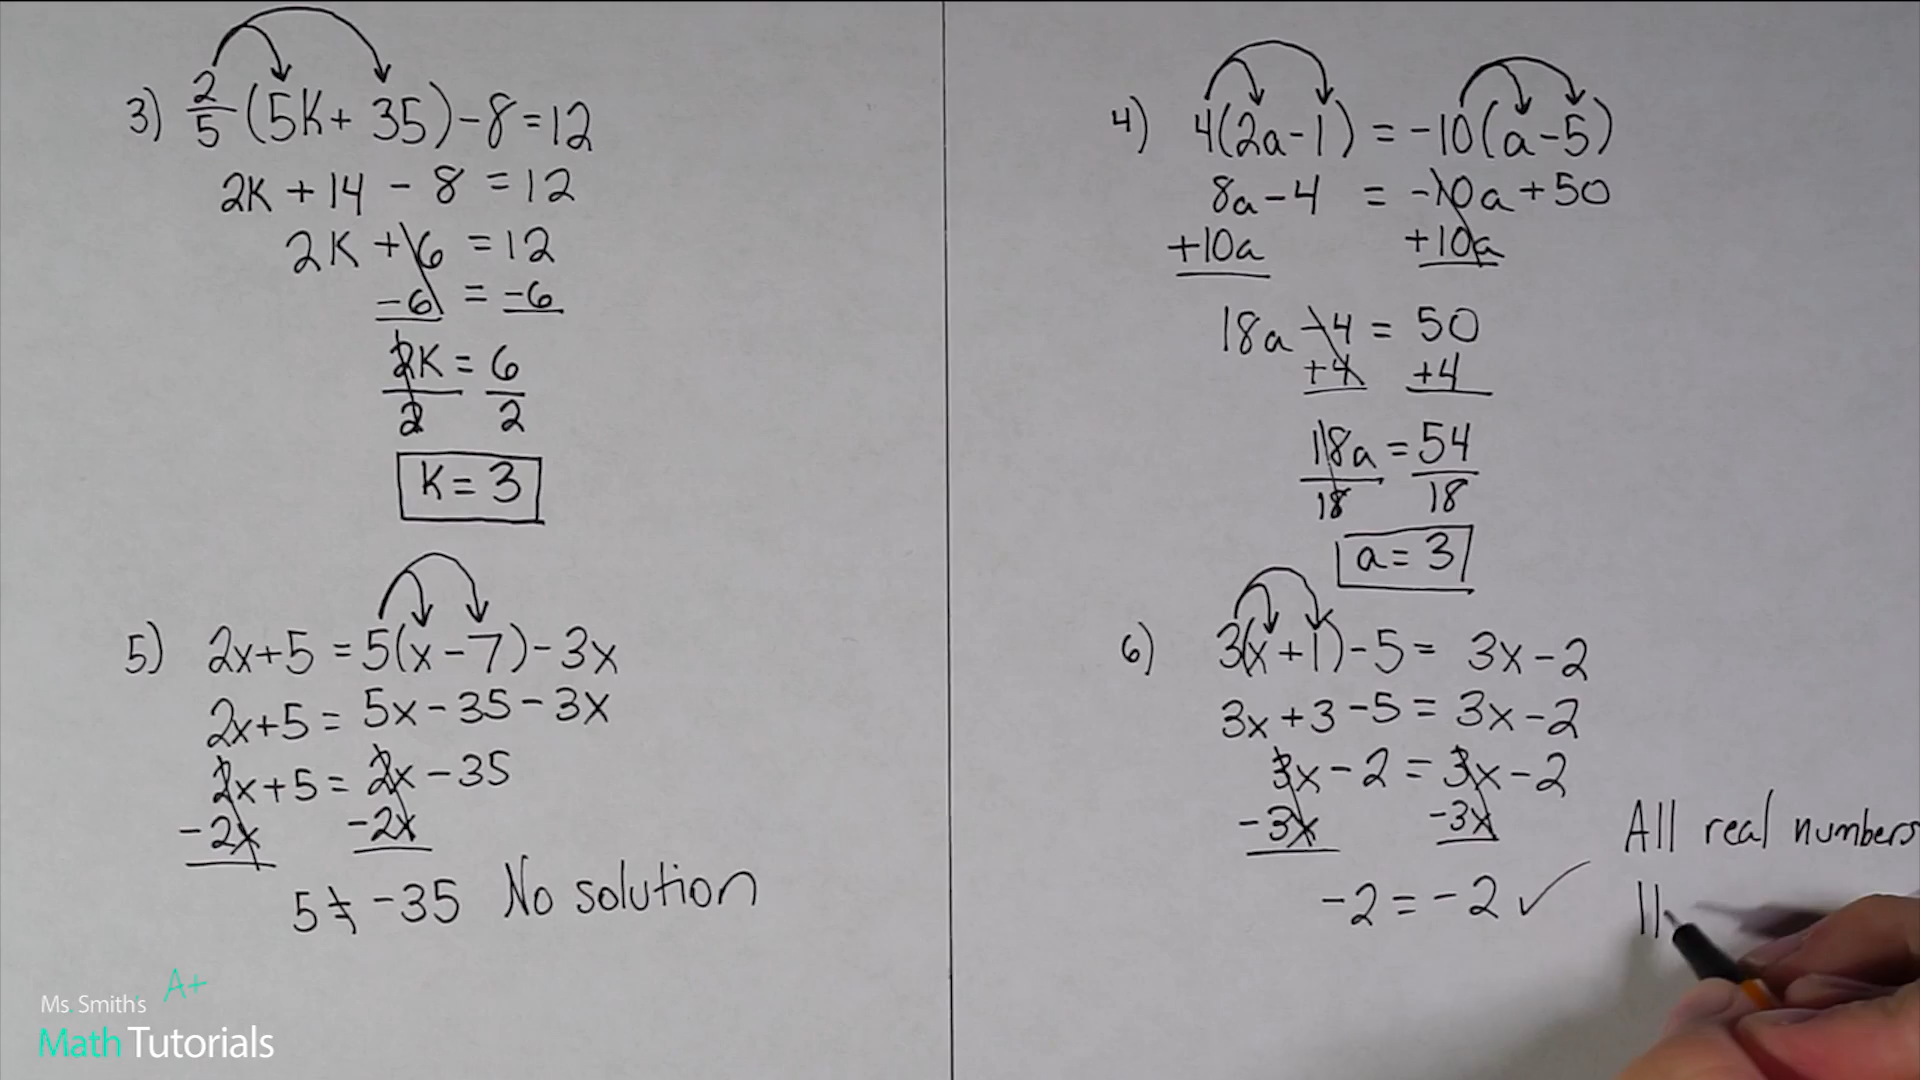 3) 2/5 (5K + 35) - 8 = 12
2K + 14 - 8 = 12
2K + 6 = 12
-6 = -6
2K = 6
2 2
K = 3
4) 4(2a - 1) = -10(a - 5)
8a - 4 = -10a + 50
+10a +10a
18a - 4 = 50
+4 +4
18a = 54
18 18
a = 3
5) 2x + 5 = 5(x - 7) - 3x
2x + 5 = 5x - 35 - 3x
2x + 5 = 2x - 35
-2x -2x
5 ≠ -35 No solution
6) 3(x + 1) - 5 = 3x - 2
3x + 3 - 5 = 3x - 2
3x - 2 = 3x - 2
-3x -3x
-2 = -2 ✓
All real numbers
Ms. Smith's A+
Math Tutorials